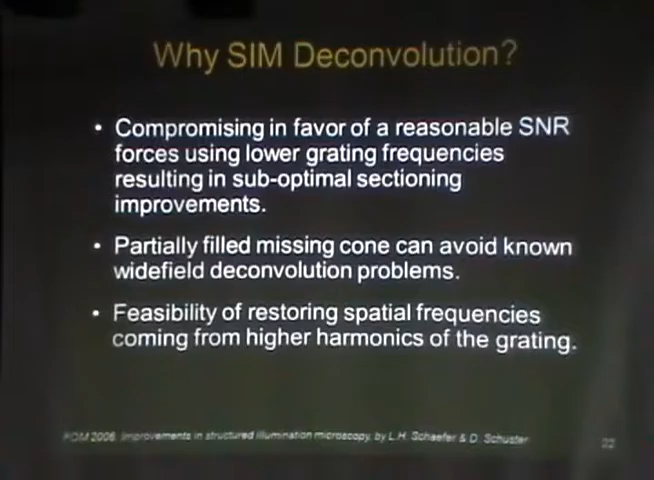 Why SIM Deconvolution?
• Compromising in favor of a reasonable SNR
forces using lower grating frequencies
resulting in sub-optimal sectioning
improvements.
• Partially filled missing cone can avoid known
widefield deconvolution problems.
• Feasibility of restoring spatial frequencies
coming from higher harmonics of the grating.
FOM 2006 Improvements in structured illumination microscopy, by L.H. Schaefer & D. Schuster
22